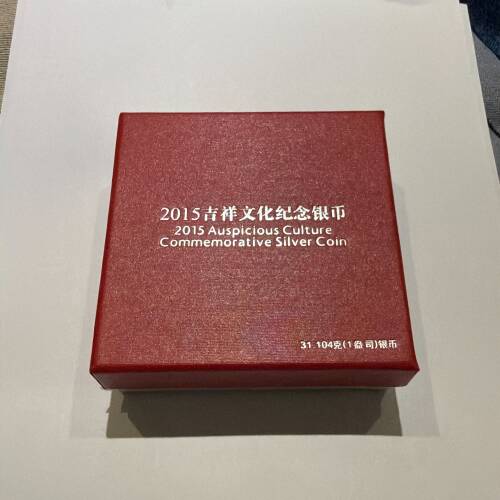 2015吉祥文化纪念银币
2015 Auspicious Culture
Commemorative Silver Coin
31.104克(1盎司)银币